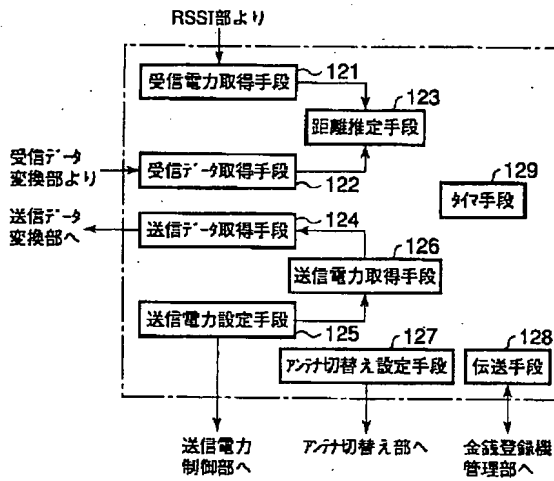 RSSI部より
受信電力取得手段
121
123
距離推定手段
受信データ
変換部より
受信データ取得手段
122
129
タイマ手段
送信データ
変換部へ
124
送信データ取得手段
126
送信電力取得手段
送信電力設定手段
125
127
アンテナ切替え設定手段
128
伝送手段
送信電力
制御部へ
アンテナ切替え部へ
金銭登録機
管理部へ